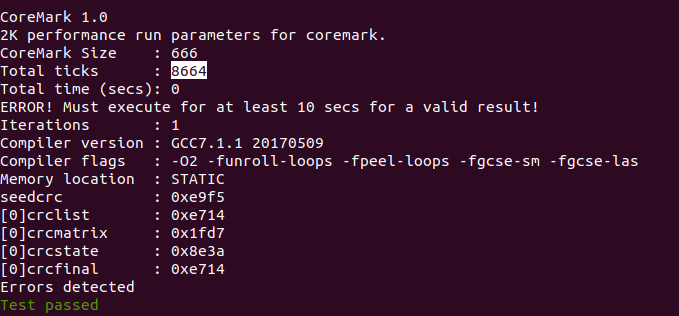 CoreMark 1.0
2K performance run parameters for coremark.
CoreMark Size    : 666
Total ticks      : 8664
Total time (secs): 0
ERROR! Must execute for at least 10 secs for a valid result!
Iterations       : 1
Compiler version : GCC7.1.1 20170509
Compiler flags   : -O2 -funroll-loops -fpeel-loops -fgcse-sm -fgcse-las
Memory location  : STATIC
seedcrc          : 0xe9f5
[0]crclist       : 0xe714
[0]crcmatrix     : 0x1fd7
[0]crcstate      : 0x8e3a
[0]crcfinal      : 0xe714
Errors detected
Test passed